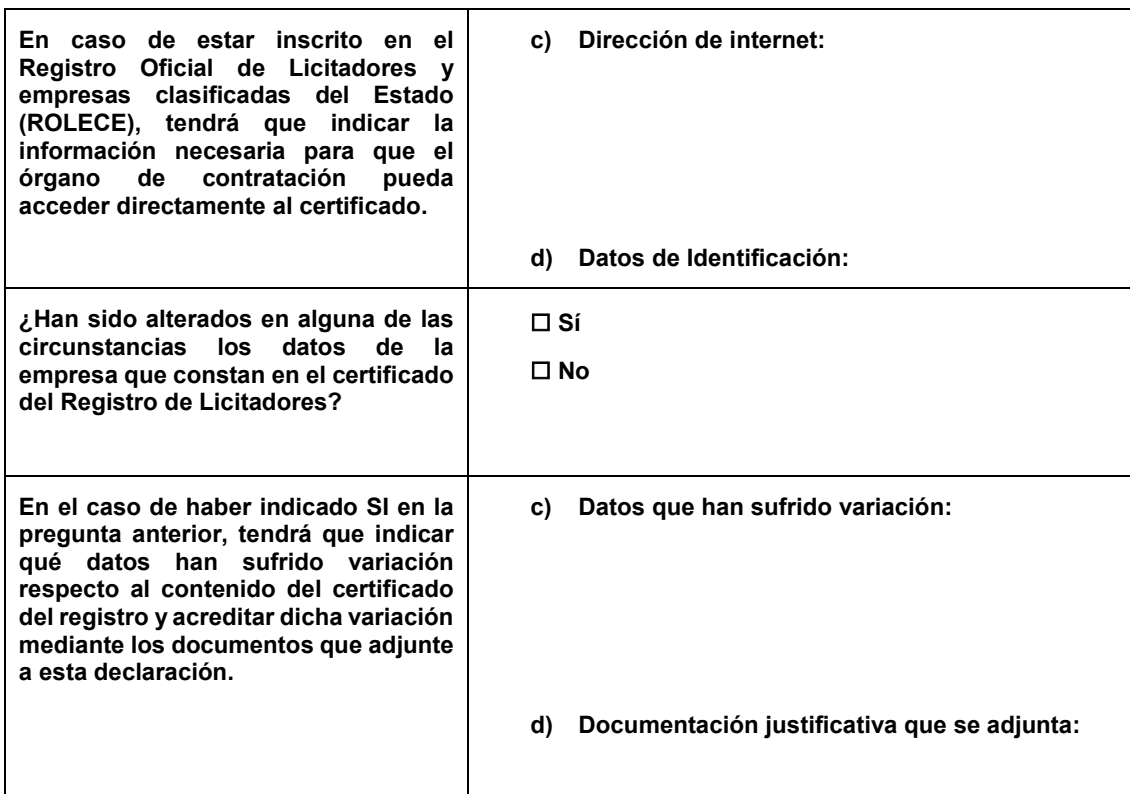 En caso de estar inscrito en el
Registro Oficial de Licitadores y
empresas clasificadas del Estado
(ROLECE), tendrá que indicar la
información necesaria para que el
órgano de contratación pueda
acceder directamente al certificado.
c) Dirección de internet:
d) Datos de Identificación:
¿Han sido alterados en alguna de las
circunstancias los datos de la
empresa que constan en el certificado
del Registro de Licitadores?
☐ Sí
☐ No
En el caso de haber indicado SI en la
pregunta anterior, tendrá que indicar
qué datos han sufrido variación
respecto al contenido del certificado
del registro y acreditar dicha variación
mediante los documentos que adjunte
a esta declaración.
c) Datos que han sufrido variación:
d) Documentación justificativa que se adjunta: